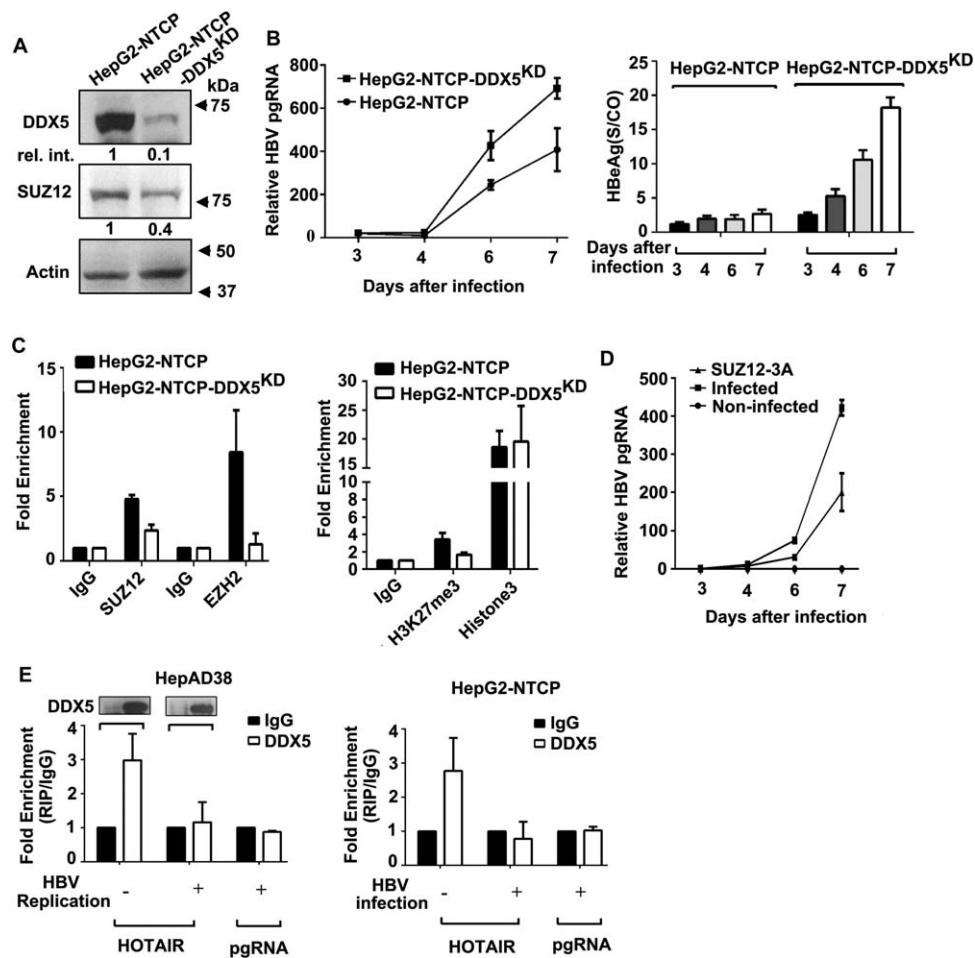 A
HepG2-NTCP
HepG2-NTCP
-DDX5KD
kDa
75
DDX5
rel. int.
1 0.1
SUZ12
75
1 0.4
50
Actin
37
B
Relative HBV pgRNA
800
600
400
200
0
HepG2-NTCP-DDX5KD
HepG2-NTCP
3 4 6 7
Days after infection
HBeAg(S/CO)
25
20
15
10
5
0
HepG2-NTCP HepG2-NTCP-DDX5KD
Days after
infection
3 4 6 7 3 4 6 7
C
HepG2-NTCP
HepG2-NTCP-DDX5KD
Fold Enrichment
15
10
5
0
IgG
SUZ12
IgG
EZH2
HepG2-NTCP
HepG2-NTCP-DDX5KD
Fold Enrichment
30
25
20
15
10
8
6
4
2
0
IgG
H3K27me3
Histone3
D
SUZ12-3A
Infected
Non-infected
Relative HBV pgRNA
500
400
300
200
100
0
3 4 6 7
Days after infection
E
HepAD38
DDX5
IgG
DDX5
Fold Enrichment
(RIP/IgG)
4
3
2
1
0
HBV
Replication
- + +
HOTAIR pgRNA
HepG2-NTCP
IgG
DDX5
Fold Enrichment
(RIP/IgG)
4
3
2
1
0
HBV
infection
- + +
HOTAIR pgRNA